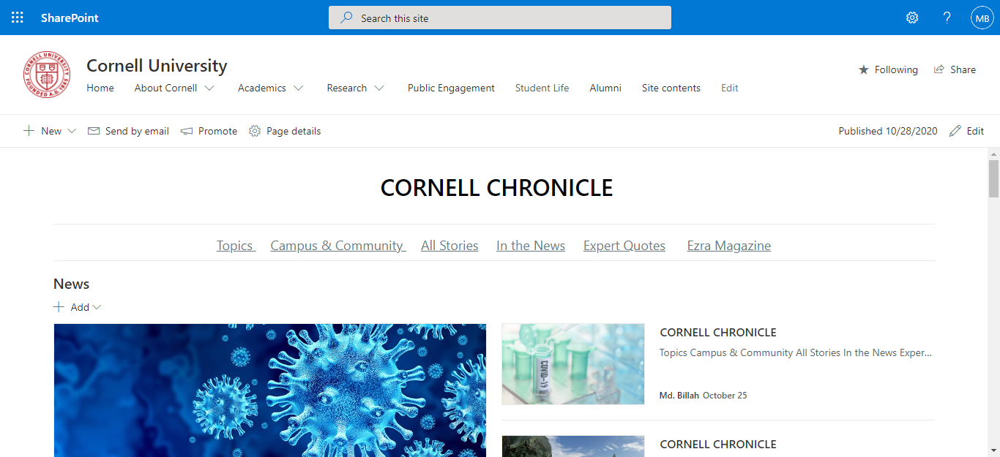 SharePoint
Search this site
?
MB
CORNELL UNIVERSITY
FOUNDED A.D. 1865
Cornell University
Following
Share
Home About Cornell Academics Research Public Engagement Student Life Alumni Site contents Edit
New Send by email Promote Page details Published 10/28/2020 Edit
CORNELL CHRONICLE
Topics Campus & Community All Stories In the News Expert Quotes Ezra Magazine
News
Add
COVID-19
CORNELL CHRONICLE
Topics Campus & Community All Stories In the News Exper...
Md. Billah October 25
CORNELL CHRONICLE